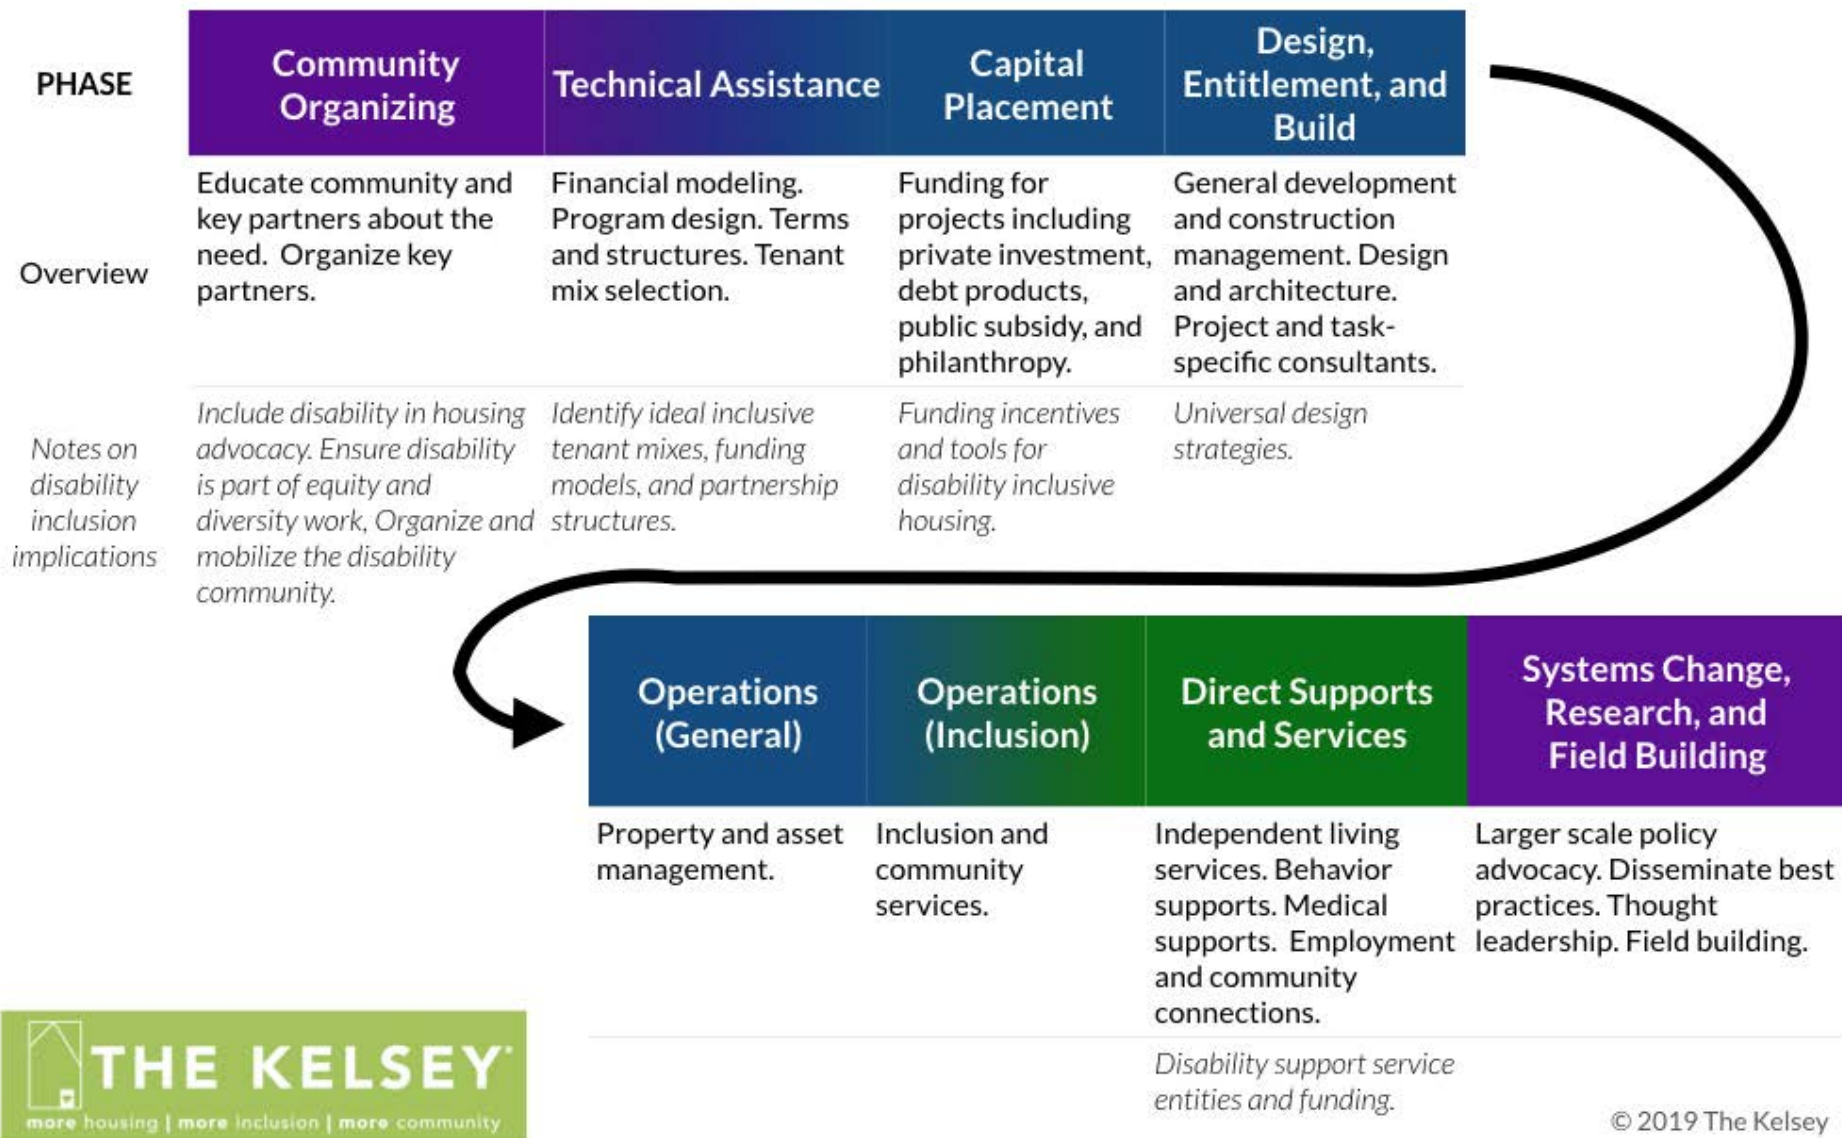 PHASE
Community
Organizing
Technical Assistance
Capital
Placement
Design,
Entitlement, and
Build
Overview
Educate community and
key partners about the
need.  Organize key
partners.
Financial modeling.
Program design. Terms
and structures. Tenant
mix selection.
Funding for
projects including
private investment,
debt products,
public subsidy, and
philanthropy.
General development
and construction
management. Design
and architecture.
Project and task-
specific consultants.
Notes on
disability
inclusion
implications
Include disability in housing
advocacy. Ensure disability
is part of equity and
diversity work, Organize and
mobilize the disability
community.
Identify ideal inclusive
tenant mixes, funding
models, and partnership
structures.
Funding incentives
and tools for
disability inclusive
housing.
Universal design
strategies.
Operations
(General)
Operations
(Inclusion)
Direct Supports
and Services
Systems Change,
Research, and
Field Building
Property and asset
management.
Inclusion and
community
services.
Independent living
services. Behavior
supports. Medical
supports.  Employment
and community
connections.
Larger scale policy
advocacy. Disseminate best
practices. Thought
leadership. Field building.
Disability support service
entities and funding.
THE KELSEY
more housing | more inclusion | more community
© 2019 The Kelsey